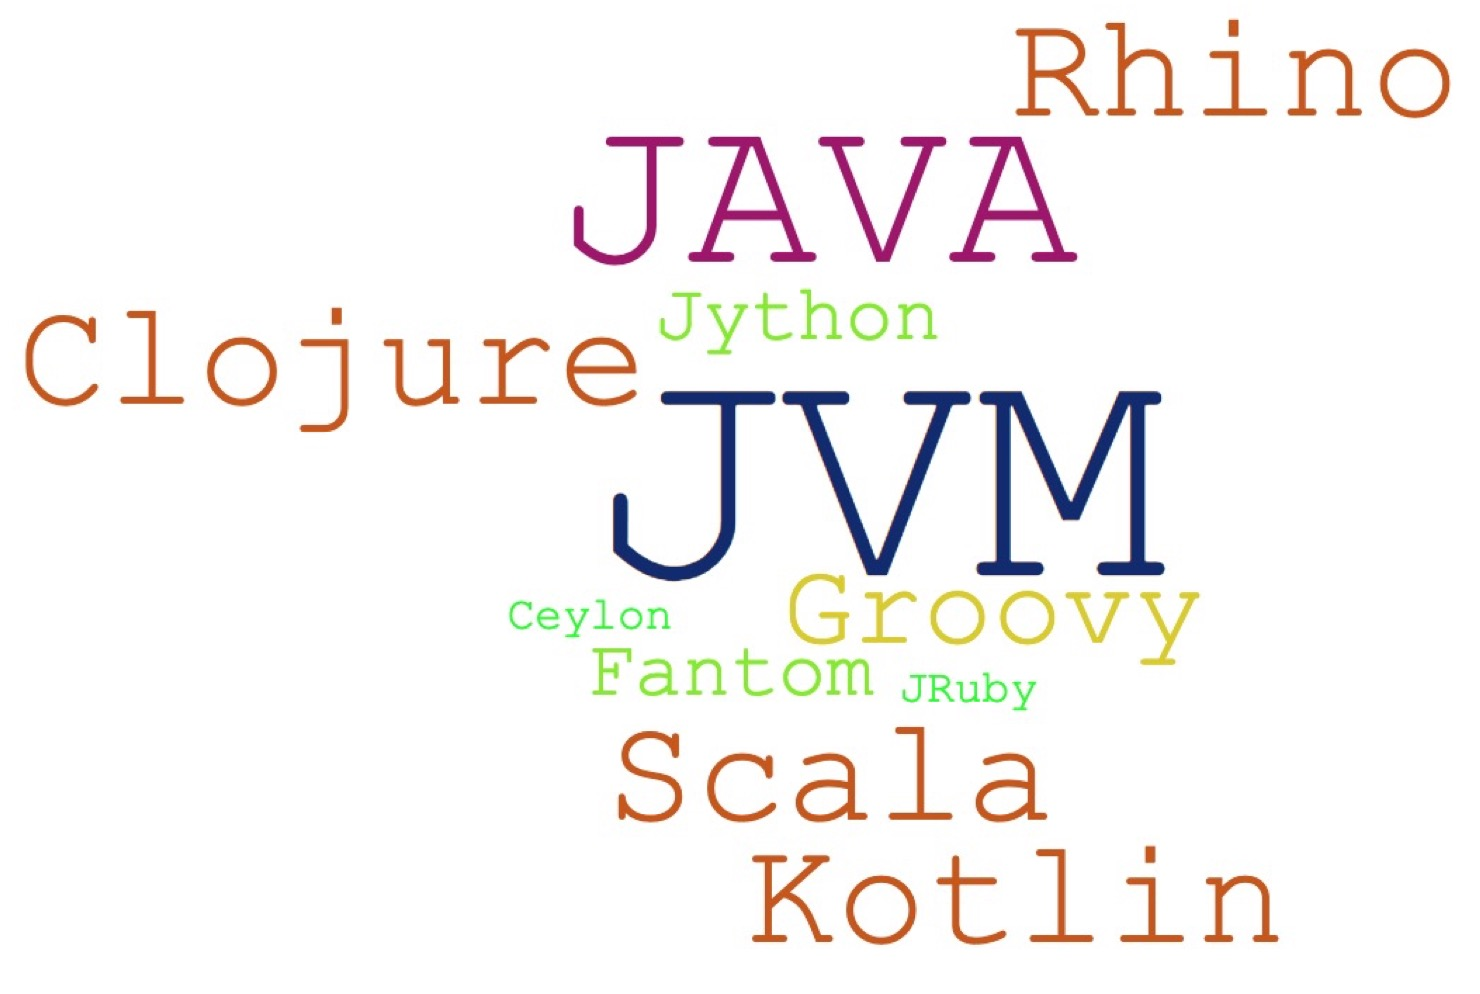 Rhino
JAVA
Jython
Clojure
JVM
Ceylon
Groovy
Fantom
JRuby
Scala
Kotlin